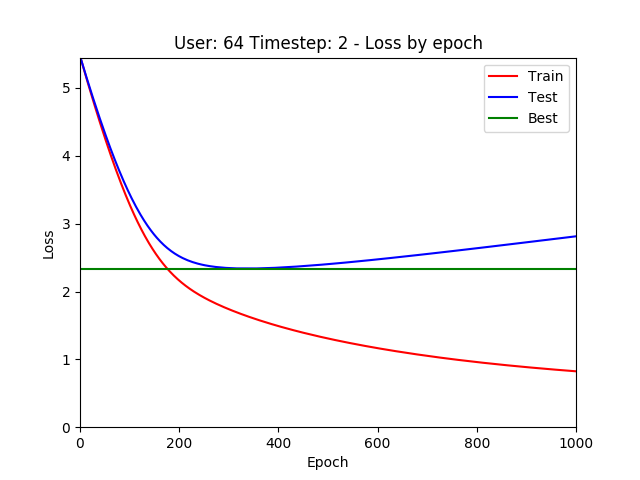 User: 64 Timestep: 2 - Loss by epoch
Train
Test
Best
5
4
3
2
1
0
Loss
0 200 400 600 800 1000
Epoch